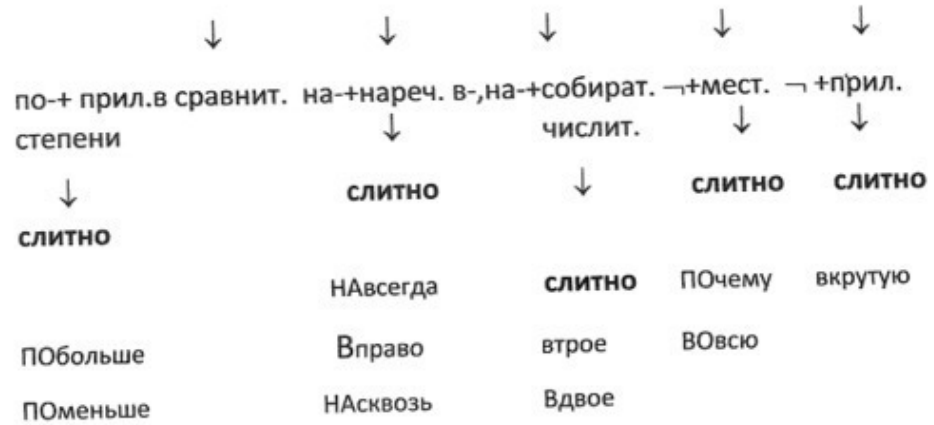 ↓ ↓ ↓ ↓ ↓
по-+ прил.в сравнит. на-+нареч. в-,на-+собират. ¬+мест. ¬ +прил.
степени ↓ числит. ↓ ↓
↓ слитно ↓ слитно слитно
слитно
НАвсегда слитно ПОчему вкрутую
ПОбольше Вправо втрое ВОвсю
ПОменьше НАсквозь Вдвое